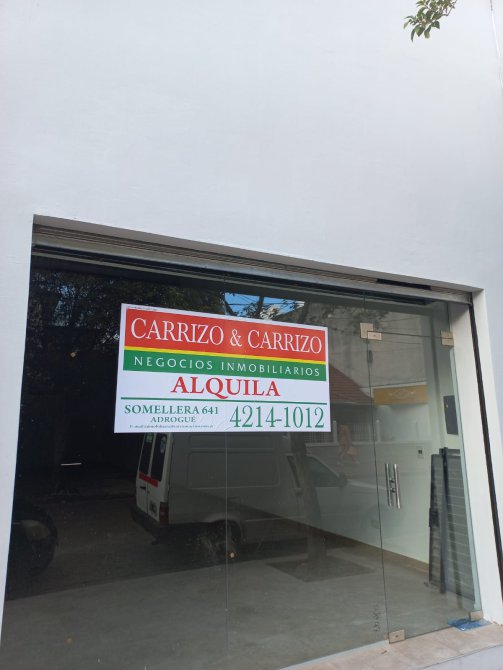 CARRIZO & CARRIZO
NEGOCIOS INMOBILIARIOS
ALQUILA
SOMELLERA 641
ADROGUÉ
4214-1012